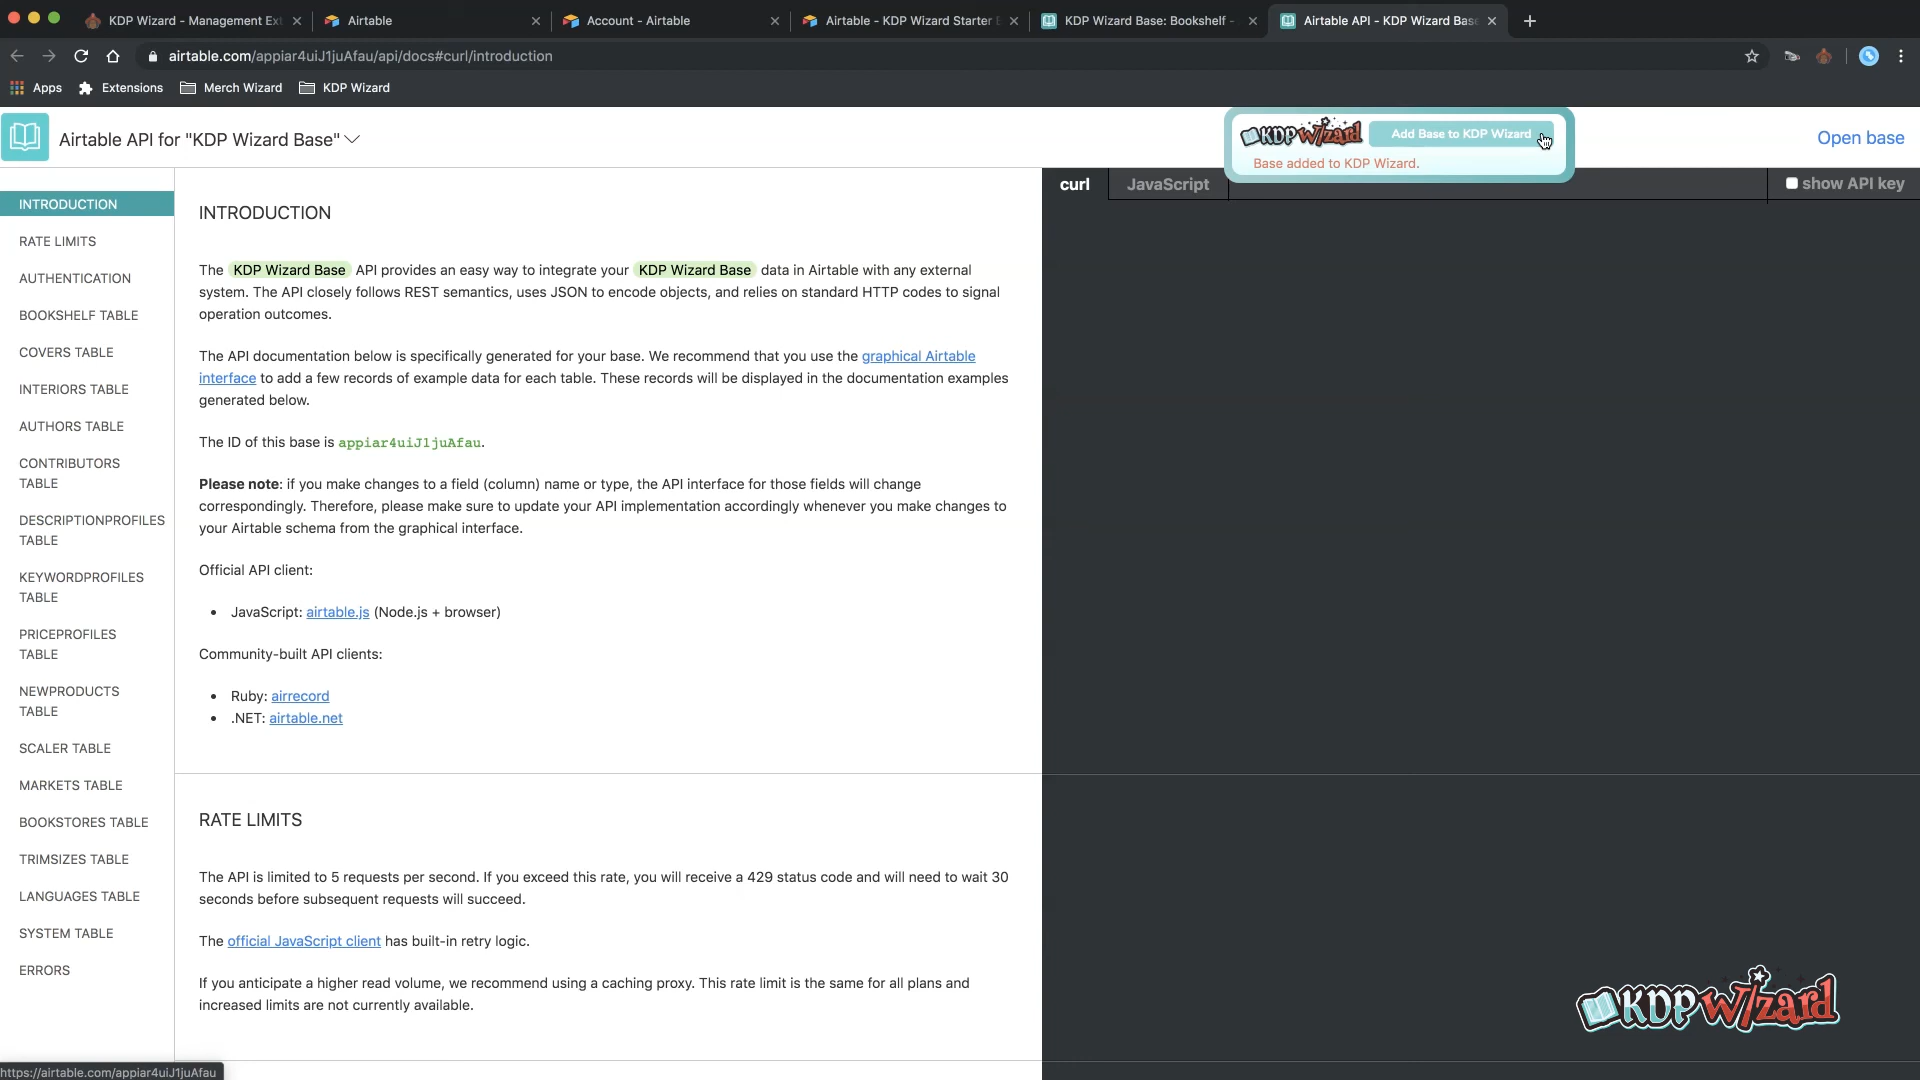 KDP Wizard - Management Ext
Airtable
Account - Airtable
Airtable - KDP Wizard Starter B
KDP Wizard Base: Bookshelf -
Airtable API - KDP Wizard Base
airtable.com/appiar4uiJ1juAfau/api/docs#curl/introduction
Apps
Extensions
Merch Wizard
KDP Wizard
Airtable API for "KDP Wizard Base"
KDP Wizard
Add Base to KDP Wizard
Base added to KDP Wizard.
Open base
curl
JavaScript
show API key
INTRODUCTION
RATE LIMITS
AUTHENTICATION
BOOKSHELF TABLE
COVERS TABLE
INTERIORS TABLE
AUTHORS TABLE
CONTRIBUTORS
TABLE
DESCRIPTIONPROFILES
TABLE
KEYWORDPROFILES
TABLE
PRICEPROFILES
TABLE
NEWPRODUCTS
TABLE
SCALER TABLE
MARKETS TABLE
BOOKSTORES TABLE
TRIMSIZES TABLE
LANGUAGES TABLE
SYSTEM TABLE
ERRORS
INTRODUCTION
The KDP Wizard Base API provides an easy way to integrate your KDP Wizard Base data in Airtable with any external
system. The API closely follows REST semantics, uses JSON to encode objects, and relies on standard HTTP codes to signal
operation outcomes.
The API documentation below is specifically generated for your base. We recommend that you use the graphical Airtable
interface to add a few records of example data for each table. These records will be displayed in the documentation examples
generated below.
The ID of this base is appiar4uiJ1juAfau.
Please note: if you make changes to a field (column) name or type, the API interface for those fields will change
correspondingly. Therefore, please make sure to update your API implementation accordingly whenever you make changes to
your Airtable schema from the graphical interface.
Official API client:
• JavaScript: airtable.js (Node.js + browser)
Community-built API clients:
• Ruby: airrecord
• .NET: airtable.net
RATE LIMITS
The API is limited to 5 requests per second. If you exceed this rate, you will receive a 429 status code and will need to wait 30
seconds before subsequent requests will succeed.
The official JavaScript client has built-in retry logic.
If you anticipate a higher read volume, we recommend using a caching proxy. This rate limit is the same for all plans and
increased limits are not currently available.
KDP Wizard
https://airtable.com/appiar4uiJ1juAfau